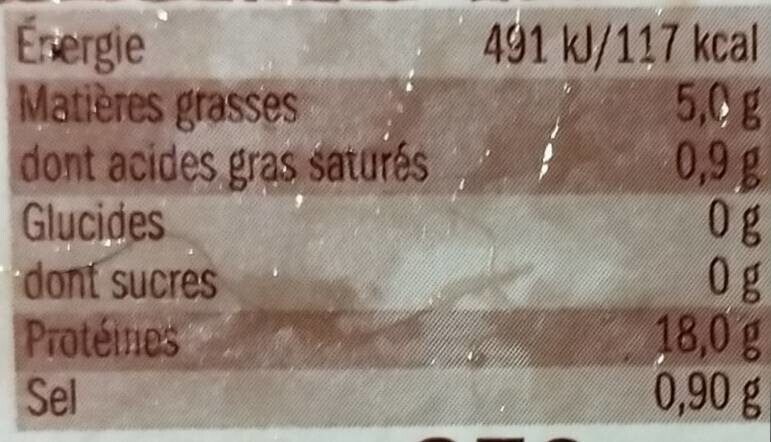 Énergie 491 kJ/117 kcal
Matières grasses 5,0 g
dont acides gras saturés 0,9 g
Glucides 0 g
dont sucres 0 g
Protéines 18,0 g
Sel 0,90 g